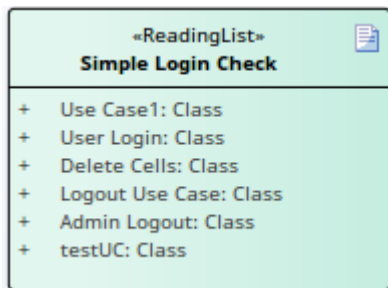 «ReadingList»
Simple Login Check
+ Use Case1: Class
+ User Login: Class
+ Delete Cells: Class
+ Logout Use Case: Class
+ Admin Logout: Class
+ testUC: Class